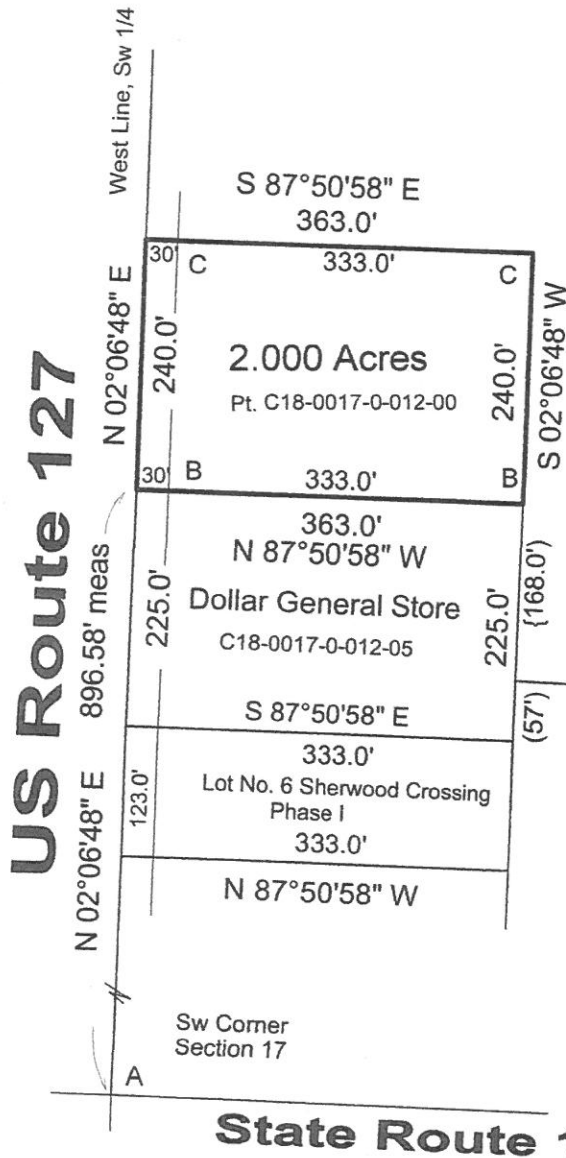 West Line, Sw 1/4
S 87°50'58" E
363.0'
30'
C
333.0'
C
N 02°06'48" E
240.0'
2.000 Acres
Pt. C18-0017-0-012-00
240.0'
S 02°06'48" W
30'
B
333.0'
B
US Route 127
896.58' meas
363.0'
N 87°50'58" W
225.0'
Dollar General Store
C18-0017-0-012-05
225.0'
{168.0')
S 87°50'58" E
(57')
333.0'
N 02°06'48" E
123.0'
Lot No. 6 Sherwood Crossing
Phase I
333.0'
N 87°50'58" W
Sw Corner
Section 17
A
State Route